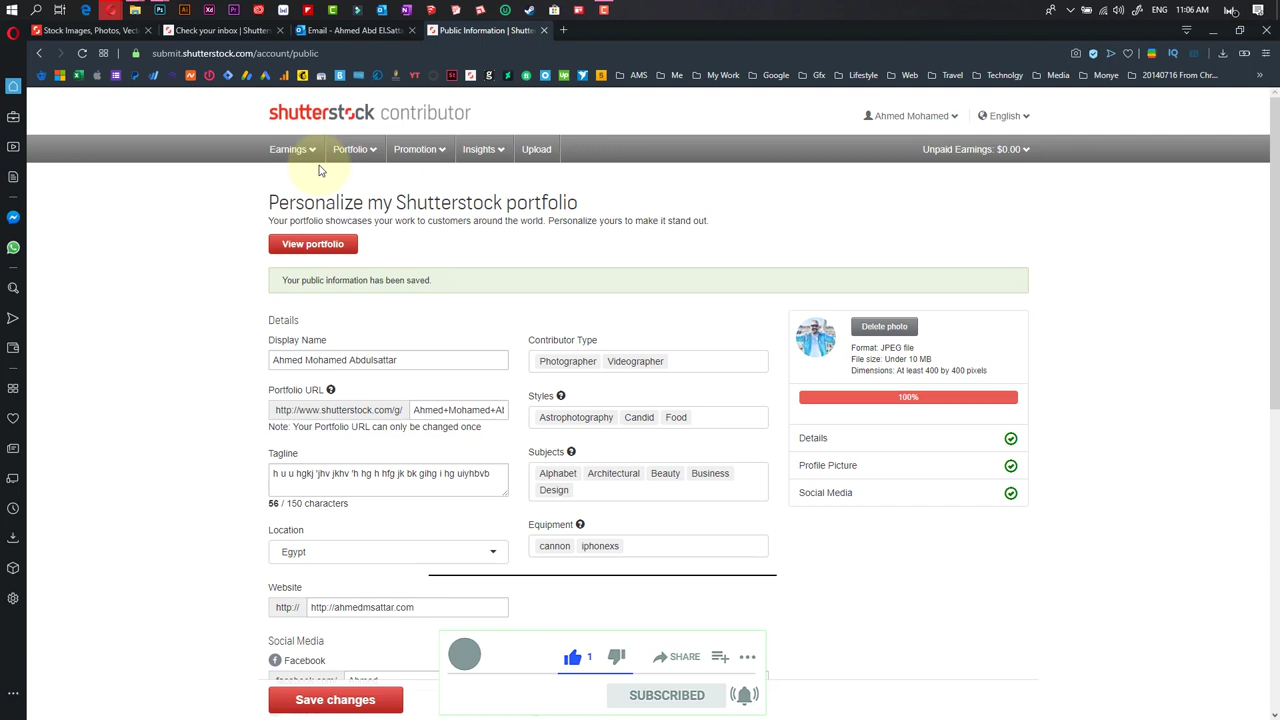 11:06 AM
ENG
Stock Images, Photos, Vect
Check your inbox | Shutters
Email - Ahmed Abd ELSatta
Public Information | Shutte
submit.shutterstock.com/account/public
AMS
Me
My Work
Google
Gfx
Lifestyle
Web
Travel
Technolgy
Media
Monye
20140716 From Chr...
shutterstock contributor
Ahmed Mohamed
English
Earnings
Portfolio
Promotion
Insights
Upload
Unpaid Earnings: $0.00
Personalize my Shutterstock portfolio
Your portfolio showcases your work to customers around the world. Personalize yours to make it stand out.
View portfolio
Your public information has been saved.
Details
Display Name
Ahmed Mohamed Abdulsattar
Portfolio URL
http://www.shutterstock.com/g/
Ahmed+Mohamed+At
Note: Your Portfolio URL can only be changed once
Tagline
h u u hgkj 'jhv jkhv 'h hg h hfg jk bk gihg i hg uiyhbvb
56 / 150 characters
Location
Egypt
Website
http://
http://ahmedmsattar.com
Social Media
Facebook
facebook.com/
Ahmed
Save changes
Contributor Type
Photographer
Videographer
Styles
Astrophotography
Candid
Food
Subjects
Alphabet
Architectural
Beauty
Business
Design
Equipment
cannon
iphonexs
Delete photo
Format: JPEG file
File size: Under 10 MB
Dimensions: At least 400 by 400 pixels
100%
Details
Profile Picture
Social Media
1
SHARE
SUBSCRIBED